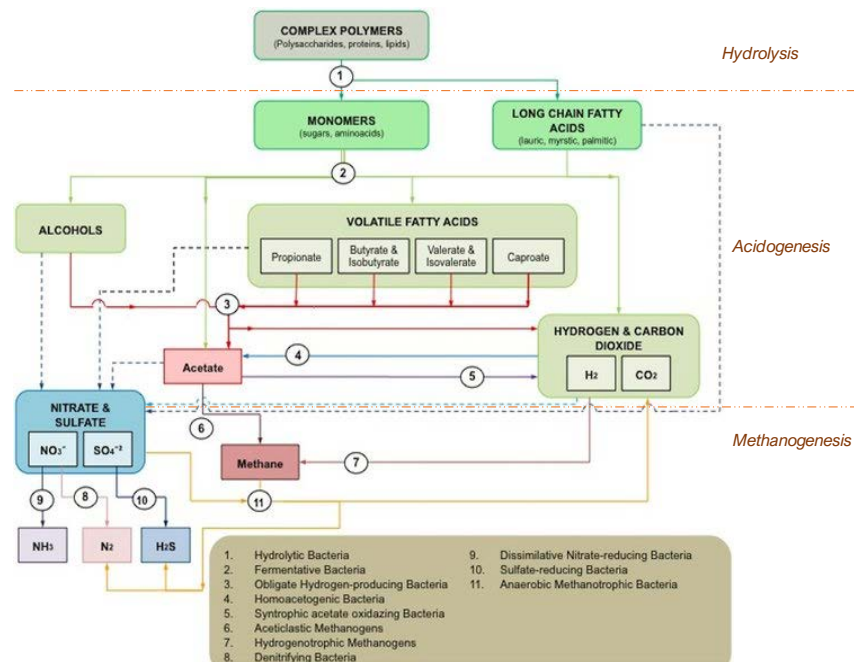 COMPLEX POLYMERS
(Polysaccharides, proteins, lipids)
Hydrolysis
1
MONOMERS
(sugars, aminoacids)
LONG CHAIN FATTY
ACIDS
(lauric, myrstic, palmitic)
2
ALCOHOLS
VOLATILE FATTY ACIDS
Propionate
Butyrate &
Isobutyrate
Valerate &
Isovalerate
Caproate
Acidogenesis
3
HYDROGEN & CARBON
DIOXIDE
H2
CO2
Acetate
4
5
NITRATE &
SULFATE
NO3-
SO4-2
6
Methanogenesis
Methane
7
9
8
10
11
NH3
N2
H2S
1. Hydrolytic Bacteria
2. Fermentative Bacteria
3. Obligate Hydrogen-producing Bacteria
4. Homoacetogenic Bacteria
5. Syntrophic acetate oxidazing Bacteria
6. Aceticlastic Methanogens
7. Hydrogenotrophic Methanogens
8. Denitrifying Bacteria
9. Dissimilative Nitrate-reducing Bacteria
10. Sulfate-reducing Bacteria
11. Anaerobic Methanotrophic Bacteria